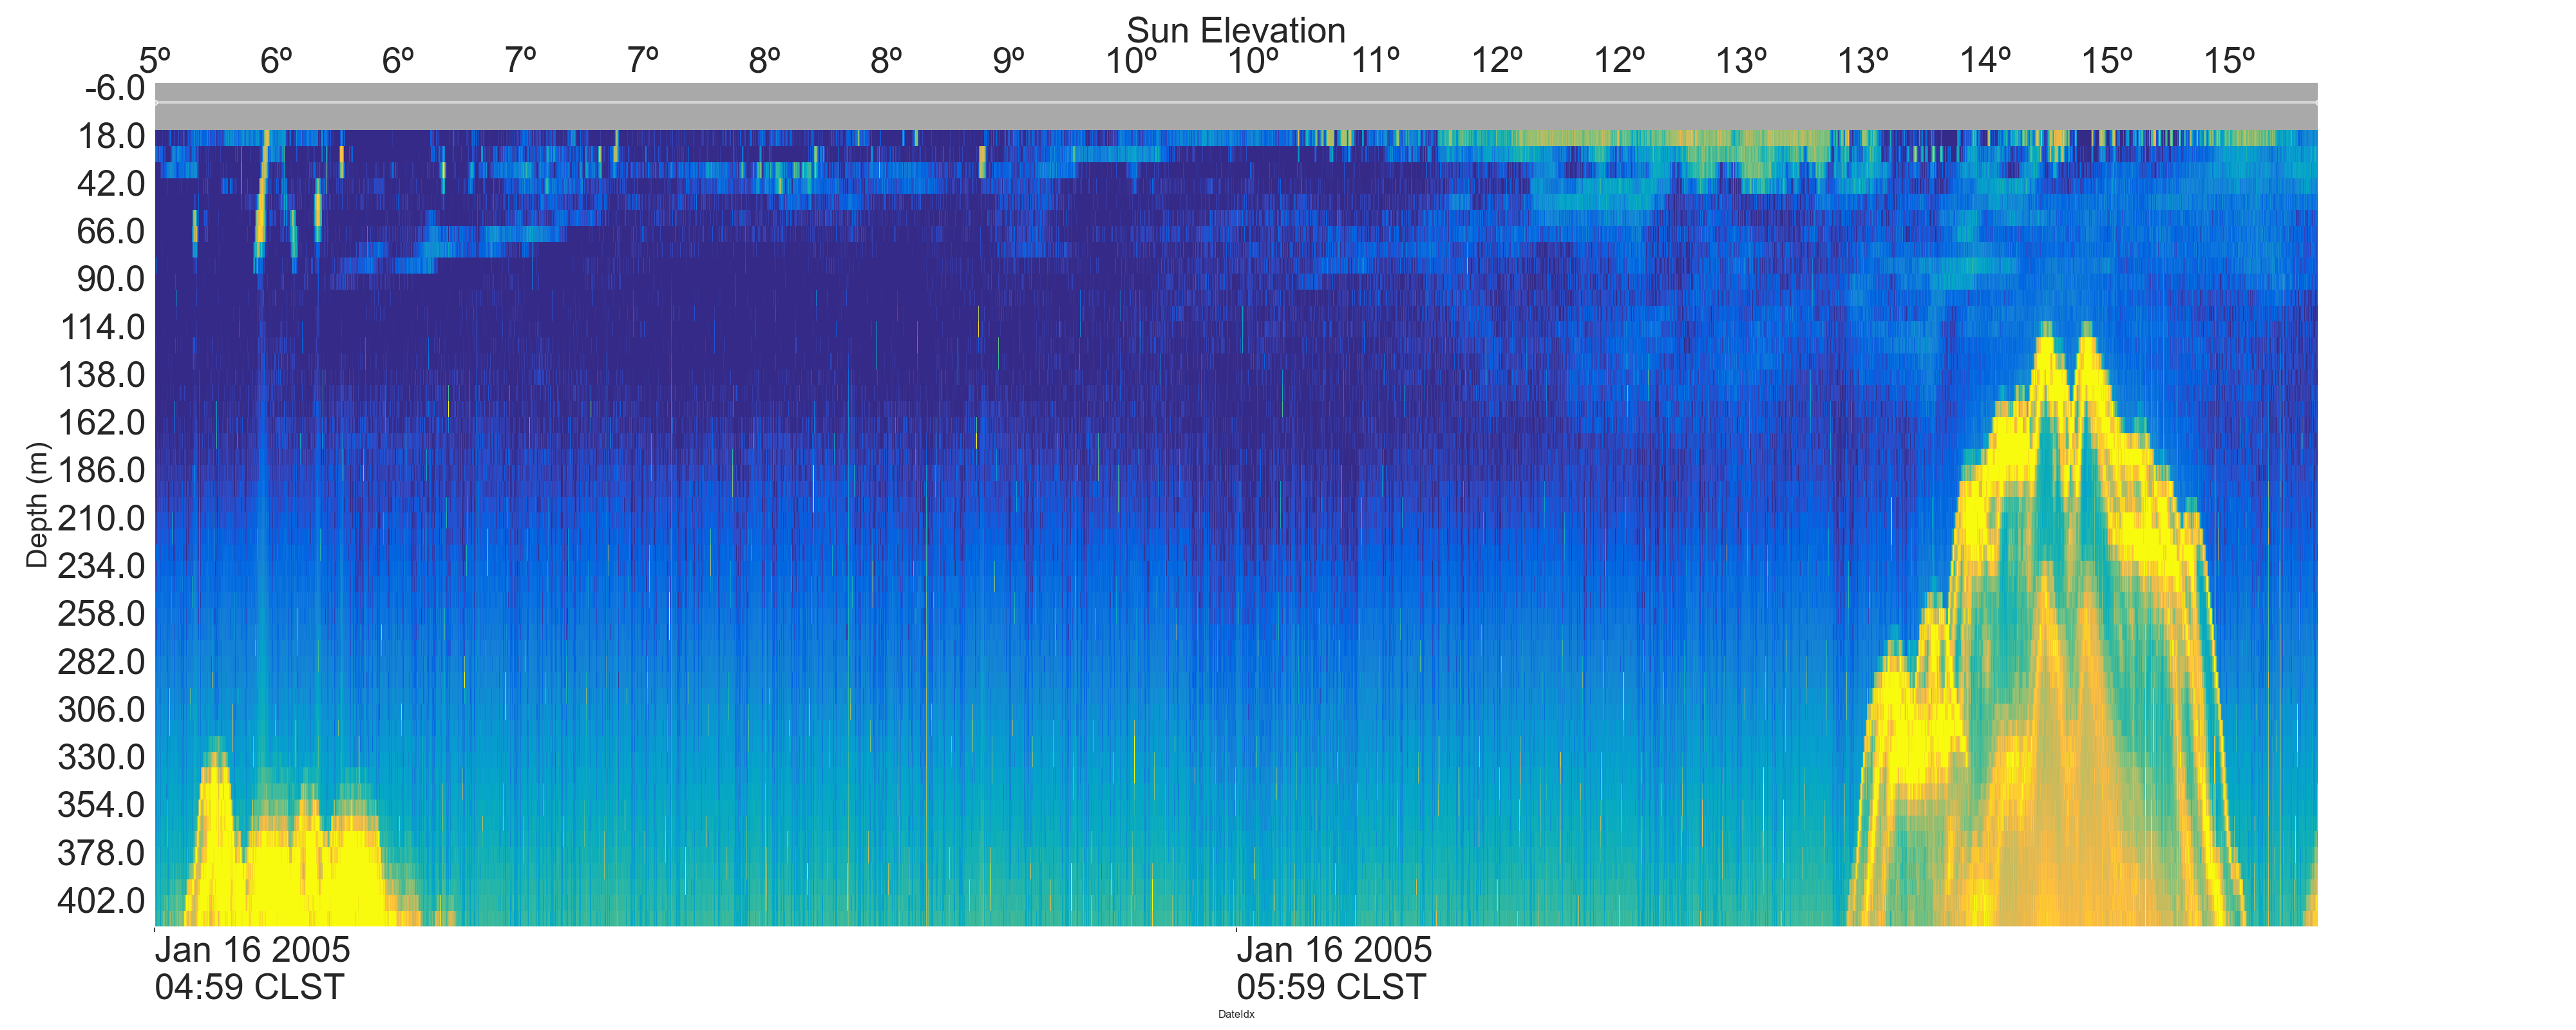 Sun Elevation
5º 6º 6º 7º 7º 8º 8º 9º 10º 10º 11º 12º 12º 13º 13º 14º 15º 15º
-6.0
18.0
42.0
66.0
90.0
114.0
138.0
162.0
186.0
210.0
234.0
258.0
282.0
306.0
330.0
354.0
378.0
402.0
Depth (m)
Jan 16 2005
04:59 CLST
Jan 16 2005
05:59 CLST
DateIdx